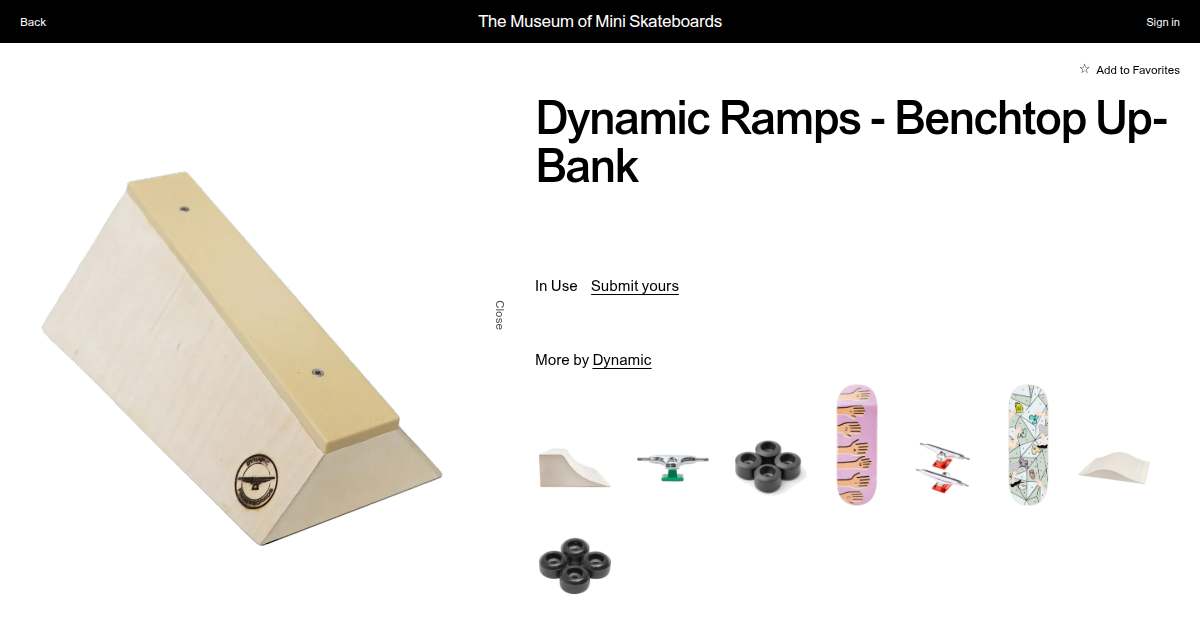 Back
The Museum of Mini Skateboards
Sign in
☆ Add to Favorites
Dynamic Ramps - Benchtop Up-
Bank
In Use Submit yours
Close
More by Dynamic